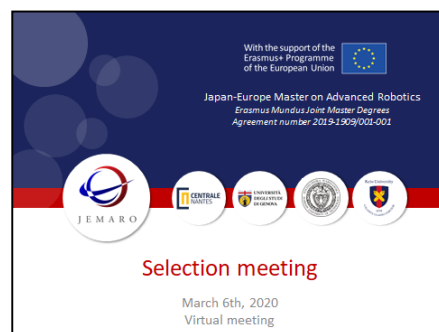 With the support of the
Erasmus+ Programme
of the European Union
Japan-Europe Master on Advanced Robotics
Erasmus Mundus Joint Master Degrees
Agreement number 2019-1909/001-001
JEMARO
CENTRALE
NANTES
UNIVERSITÀ
DEGLI STUDI
DI GENOVA
Keio University
Selection meeting
March 6th, 2020
Virtual meeting